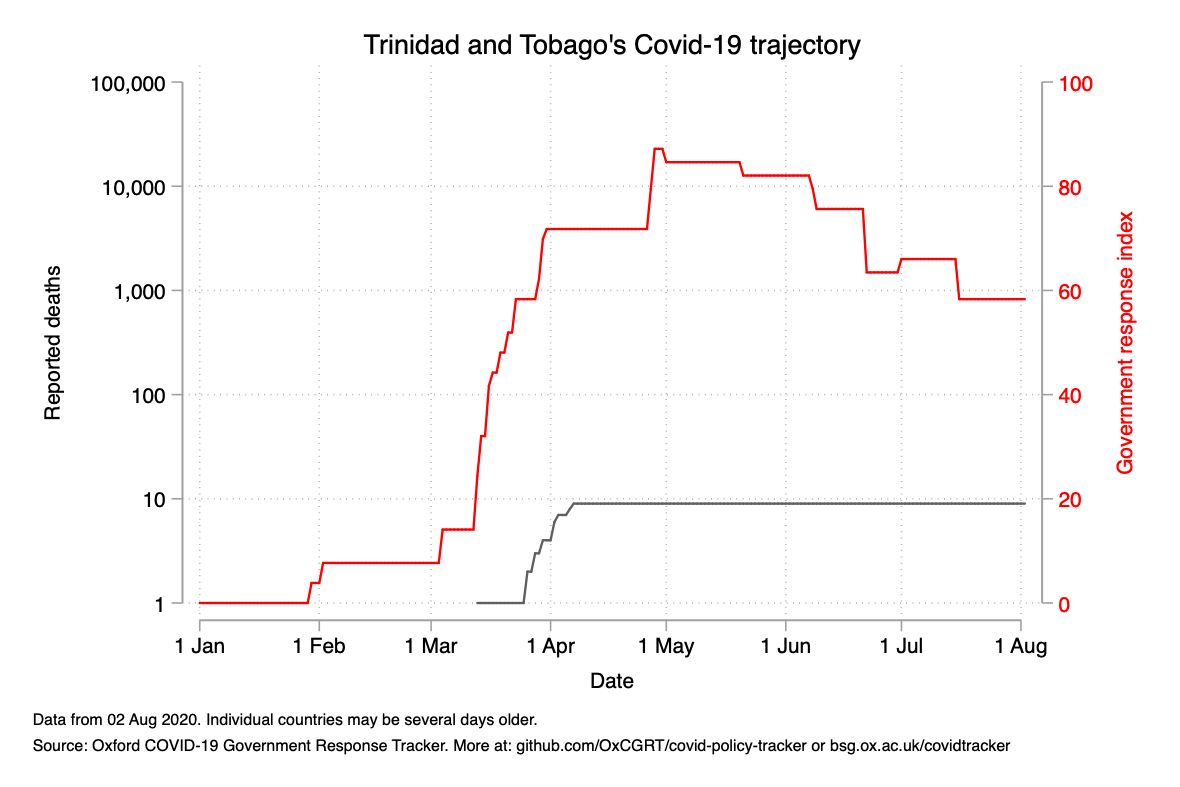 Trinidad and Tobago's Covid-19 trajectory
100,000
10,000
1,000
100
10
1
Reported deaths
100
80
60
40
20
0
Government response index
1 Jan 1 Feb 1 Mar 1 Apr 1 May 1 Jun 1 Jul 1 Aug
Date
Data from 02 Aug 2020. Individual countries may be several days older.
Source: Oxford COVID-19 Government Response Tracker. More at: github.com/OxCGRT/covid-policy-tracker or bsg.ox.ac.uk/covidtracker